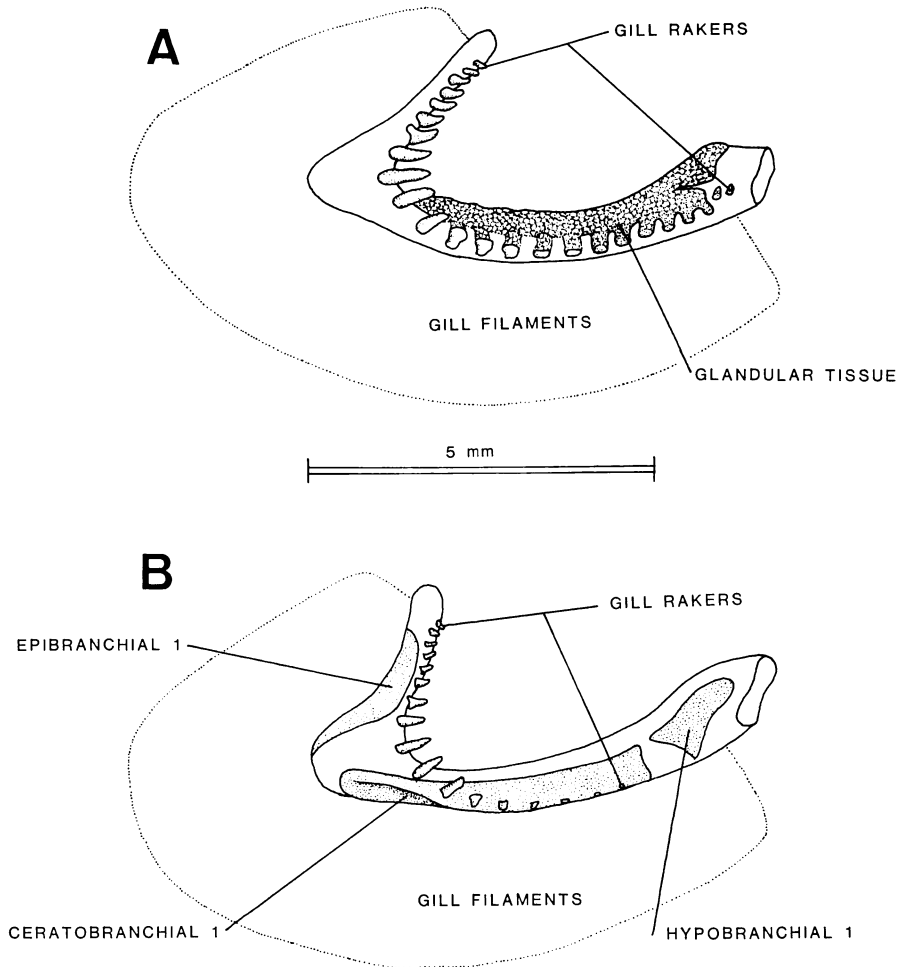 A
GILL RAKERS
GILL FILAMENTS
GLANDULAR TISSUE
5 mm
B
GILL RAKERS
EPIBRANCHIAL 1
GILL FILAMENTS
CERATOBRANCHIAL 1
HYPOBRANCHIAL 1